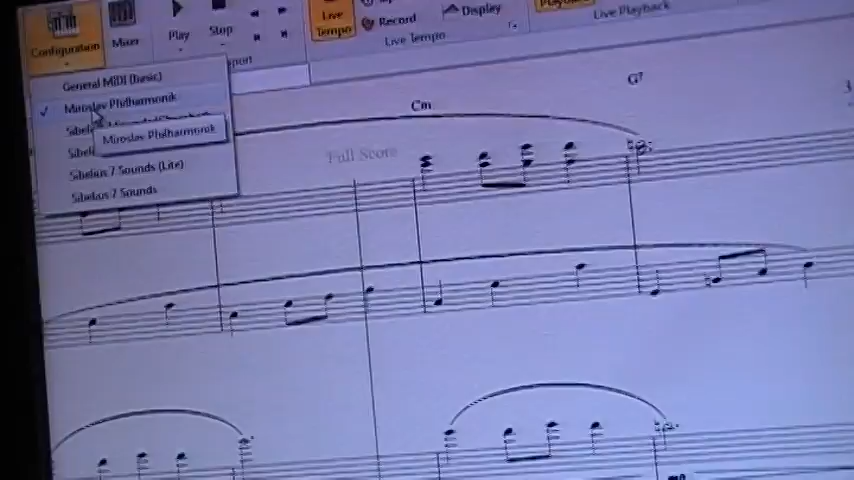 Configuration
Mixer
Play
Stop
Live
Tempo
Record
Display
Live Tempo
Live Playback
General MIDI (basic)
Miroslav Philharmonik
Miroslav Philharmonik
Sibelius 7 Sounds (Lite)
Sibelius 7 Sounds
Full Score
Cm
G7